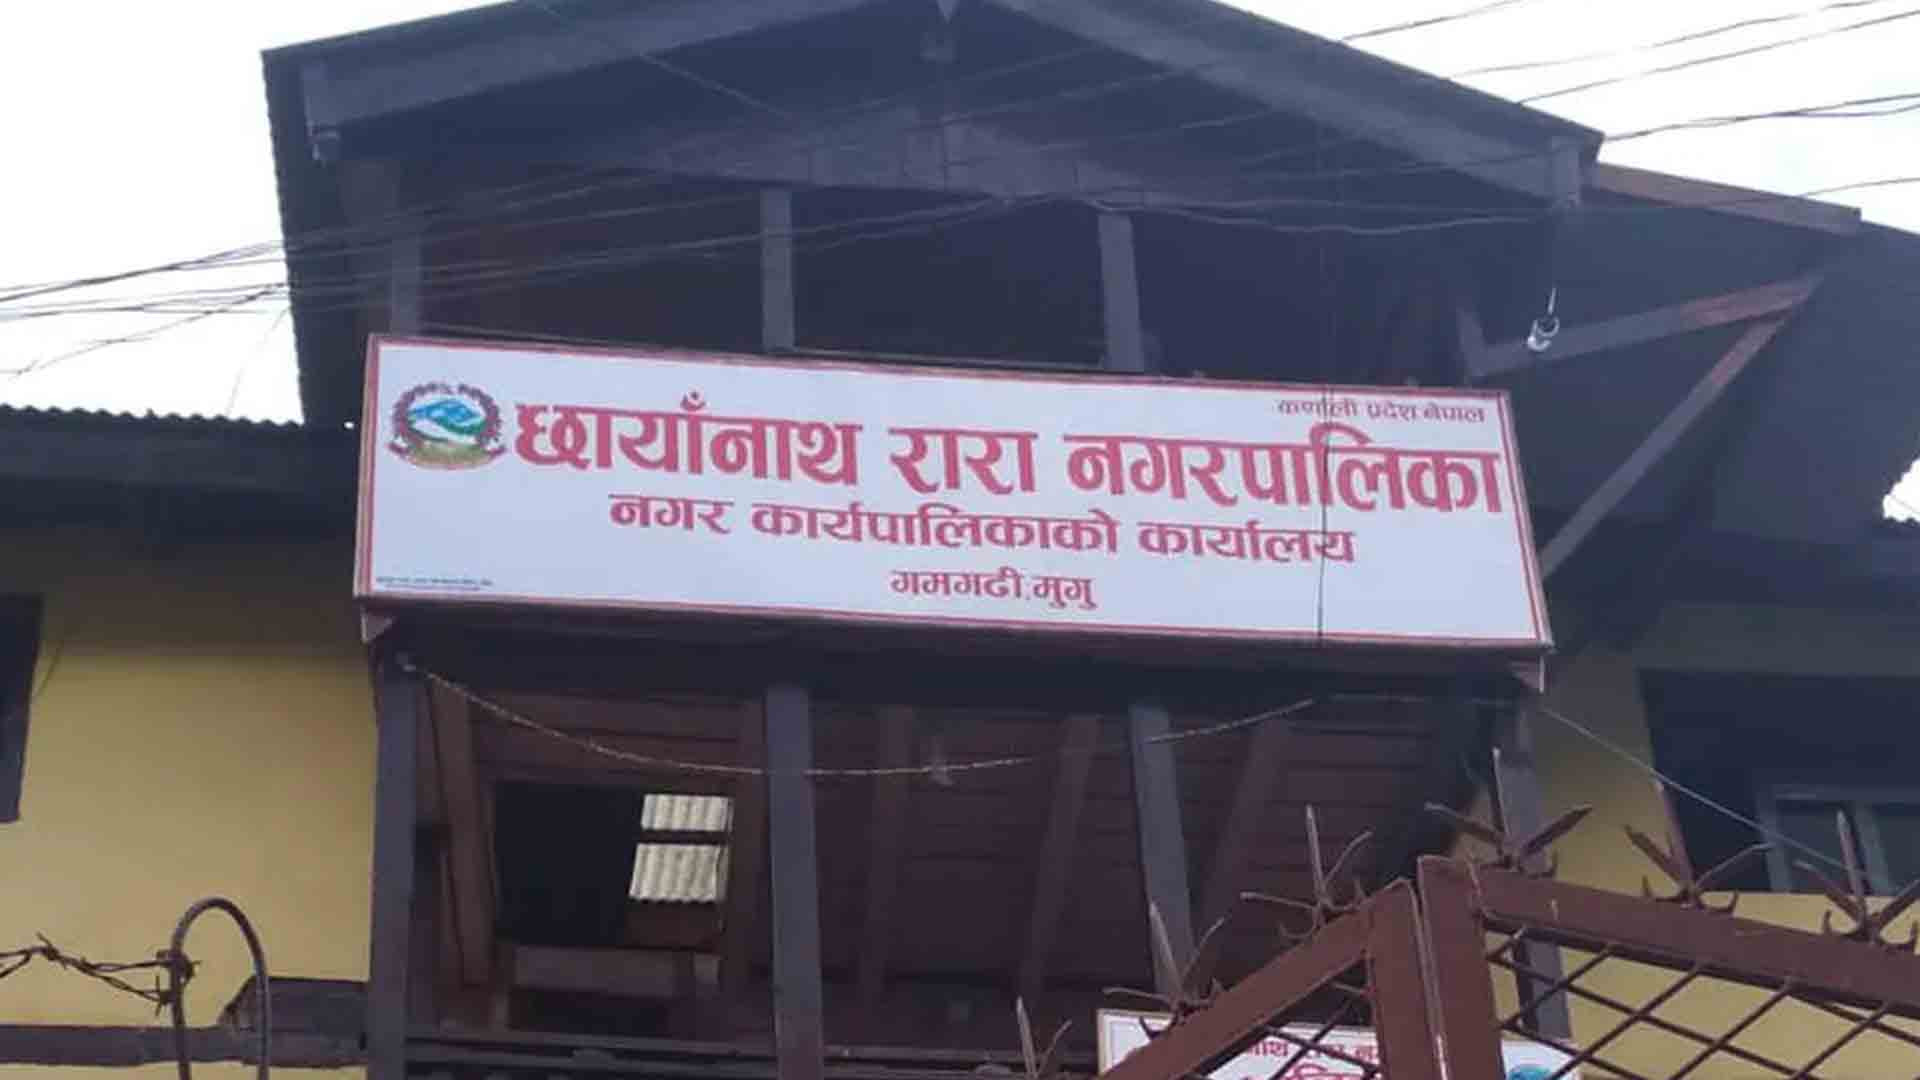 कर्णाली प्रदेश नेपाल
छायाँनाथ रारा नगरपालिका
नगर कार्यपालिकाको कार्यालय
गमगढी,मुगु
रारा